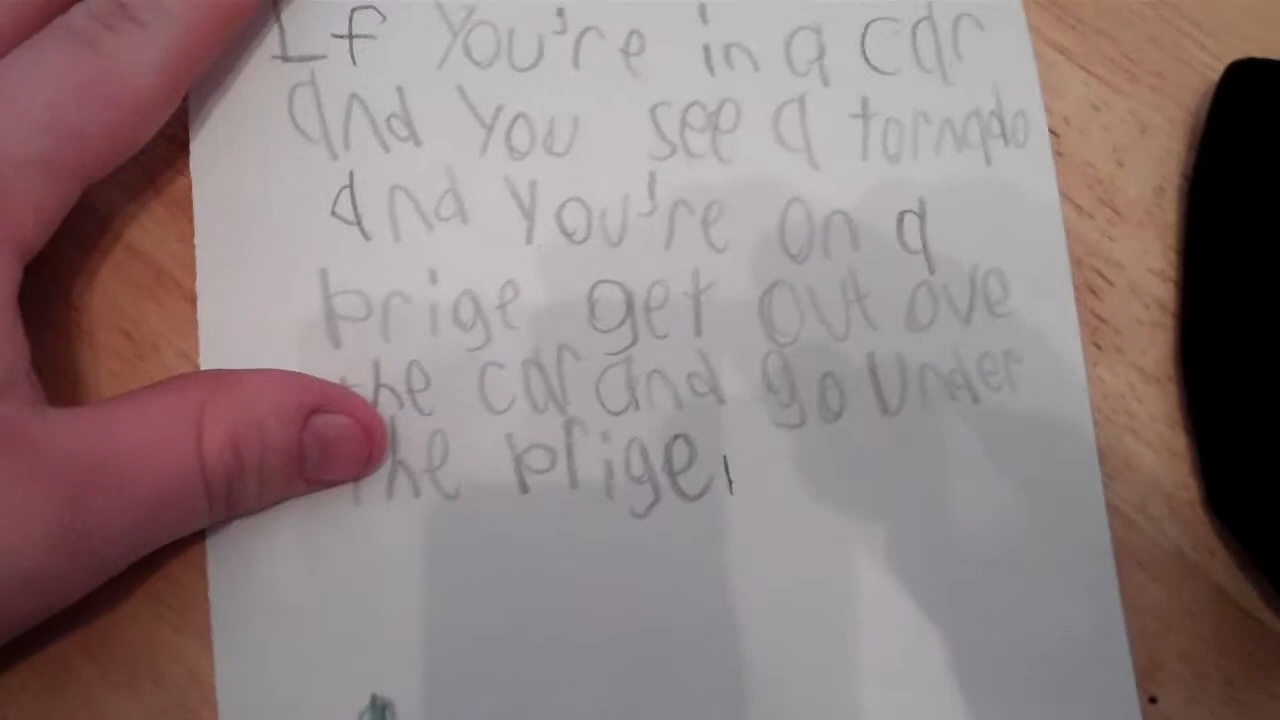 If You're in a car
and You see a tornado
and You're on a
brige get out ove
the car and go Under
the brige.